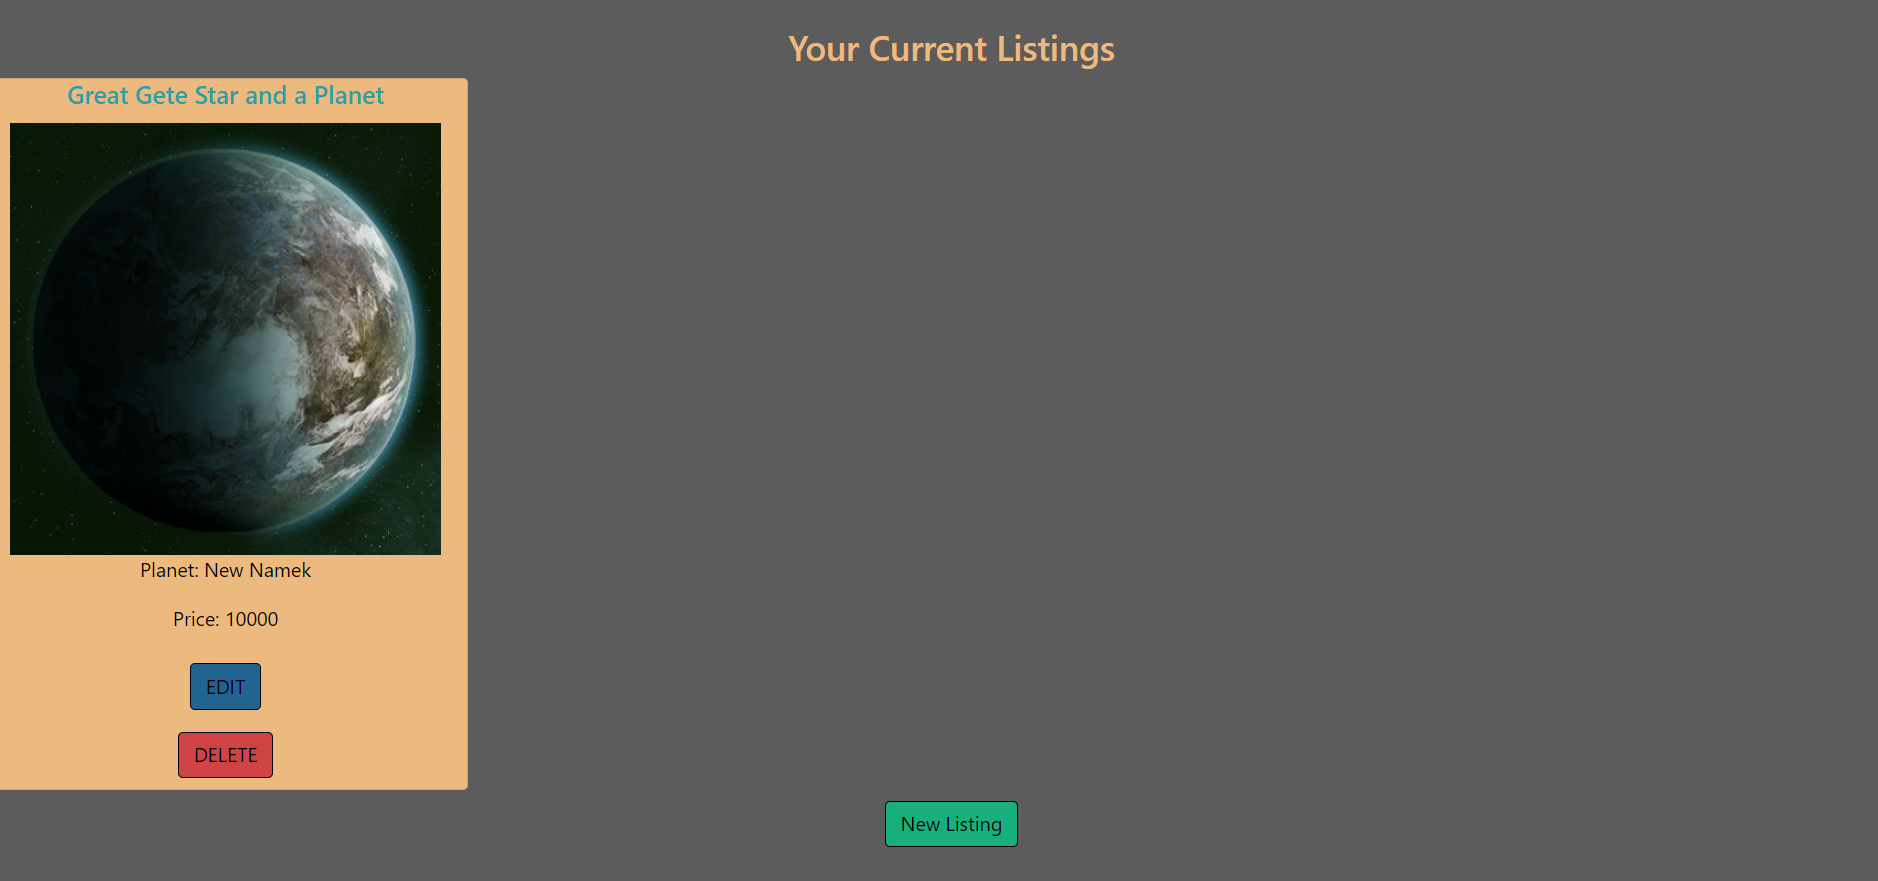 Your Current Listings
Great Gete Star and a Planet
Planet: New Namek
Price: 10000
EDIT
DELETE
New Listing